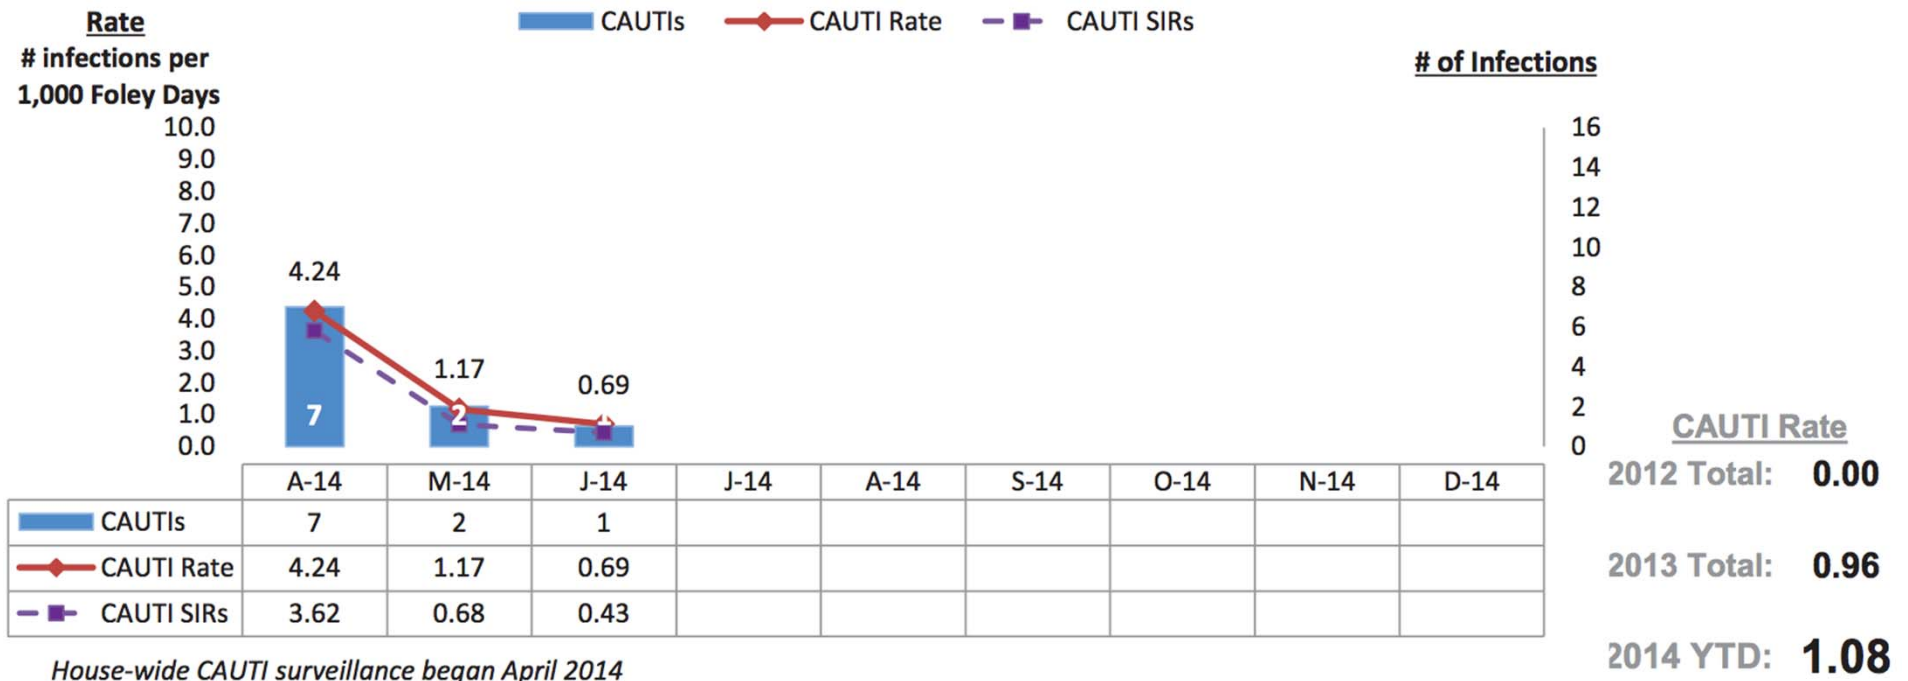 CAUTIs CAUTI Rate CAUTI SIRs
Rate
# infections per
1,000 Foley Days
# of Infections
10.0
9.0
8.0
7.0
6.0
5.0
4.0
3.0
2.0
1.0
0.0
4.24
1.17
0.69
7
2
1
16
14
12
10
8
6
4
2
0
A-14 M-14 J-14 J-14 A-14 S-14 O-14 N-14 D-14
CAUTIs 7 2 1
CAUTI Rate 4.24 1.17 0.69
CAUTI SIRs 3.62 0.68 0.43
House-wide CAUTI surveillance began April 2014
CAUTI Rate
2012 Total: 0.00
2013 Total: 0.96
2014 YTD: 1.08